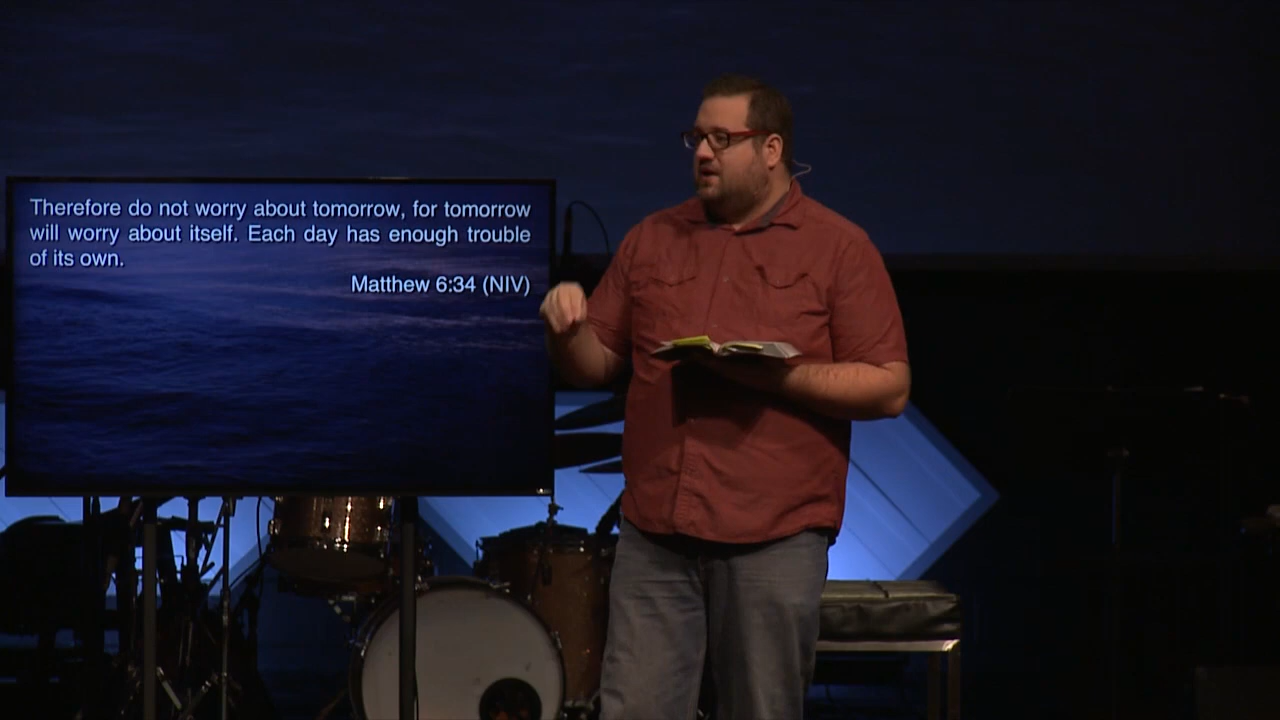 Therefore do not worry about tomorrow, for tomorrow
will worry about itself. Each day has enough trouble
of its own.
Matthew 6:34 (NIV)